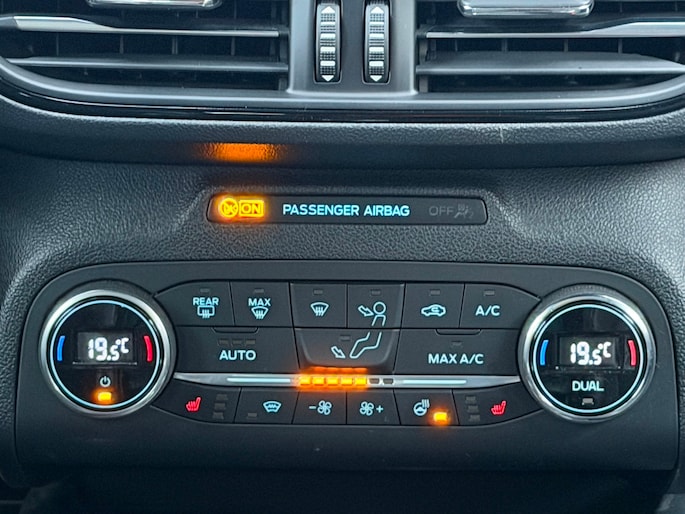 ON PASSENGER AIRBAG OFF
REAR MAX A/C
19.5°C AUTO MAX A/C 19.5°C
DUAL
- +